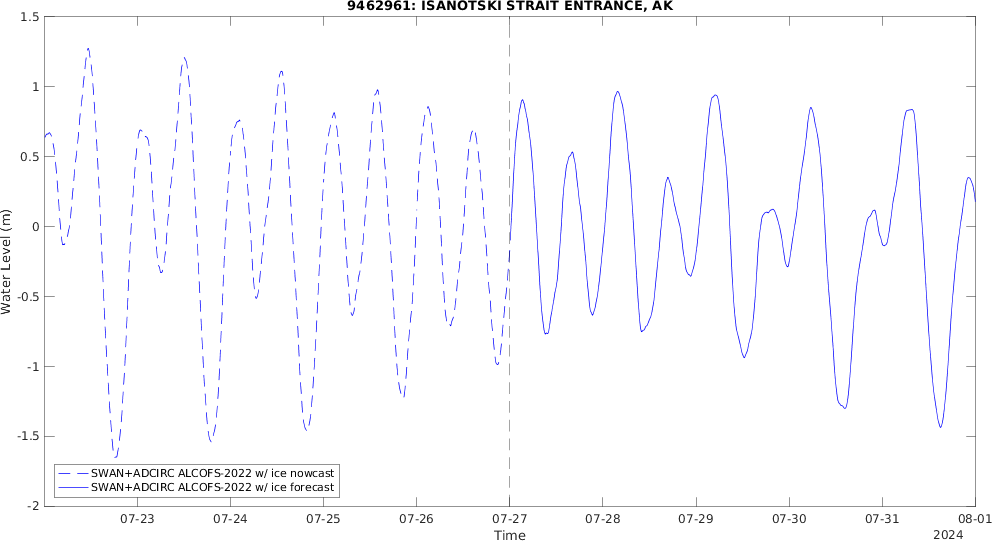 9462961: ISANOTSKI STRAIT ENTRANCE, AK
1.5
1
0.5
0
-0.5
-1
-1.5
-2
Water Level (m)
SWAN+ADCIRC ALCOFS-2022 w/ ice nowcast
SWAN+ADCIRC ALCOFS-2022 w/ ice forecast
07-23 07-24 07-25 07-26 07-27 07-28 07-29 07-30 07-31 08-01
Time
2024